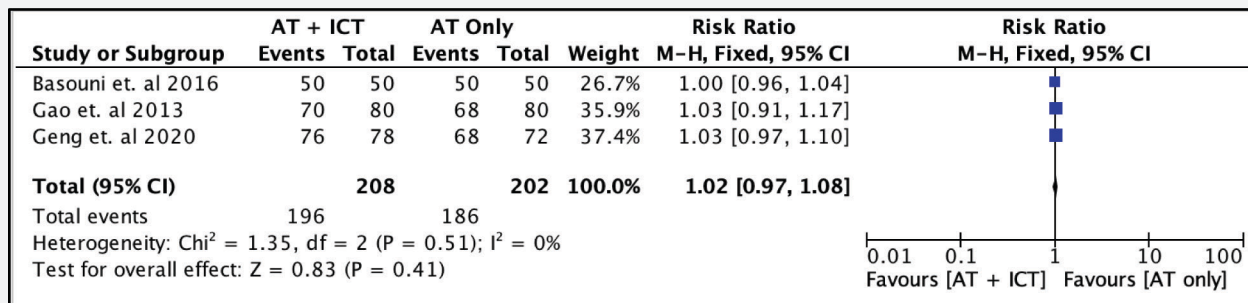 AT + ICT AT Only Risk Ratio Risk Ratio
Study or Subgroup Events Total Events Total Weight M-H, Fixed, 95% CI M-H, Fixed, 95% CI
Basouni et. al 2016 50 50 50 50 26.7% 1.00 [0.96, 1.04]
Gao et. al 2013 70 80 68 80 35.9% 1.03 [0.91, 1.17]
Geng et. al 2020 76 78 68 72 37.4% 1.03 [0.97, 1.10]
Total (95% CI) 208 202 100.0% 1.02 [0.97, 1.08]
Total events 196 186
Heterogeneity: Chi² = 1.35, df = 2 (P = 0.51); I² = 0%
Test for overall effect: Z = 0.83 (P = 0.41)
0.01 0.1 1 10 100
Favours [AT + ICT] Favours [AT only]